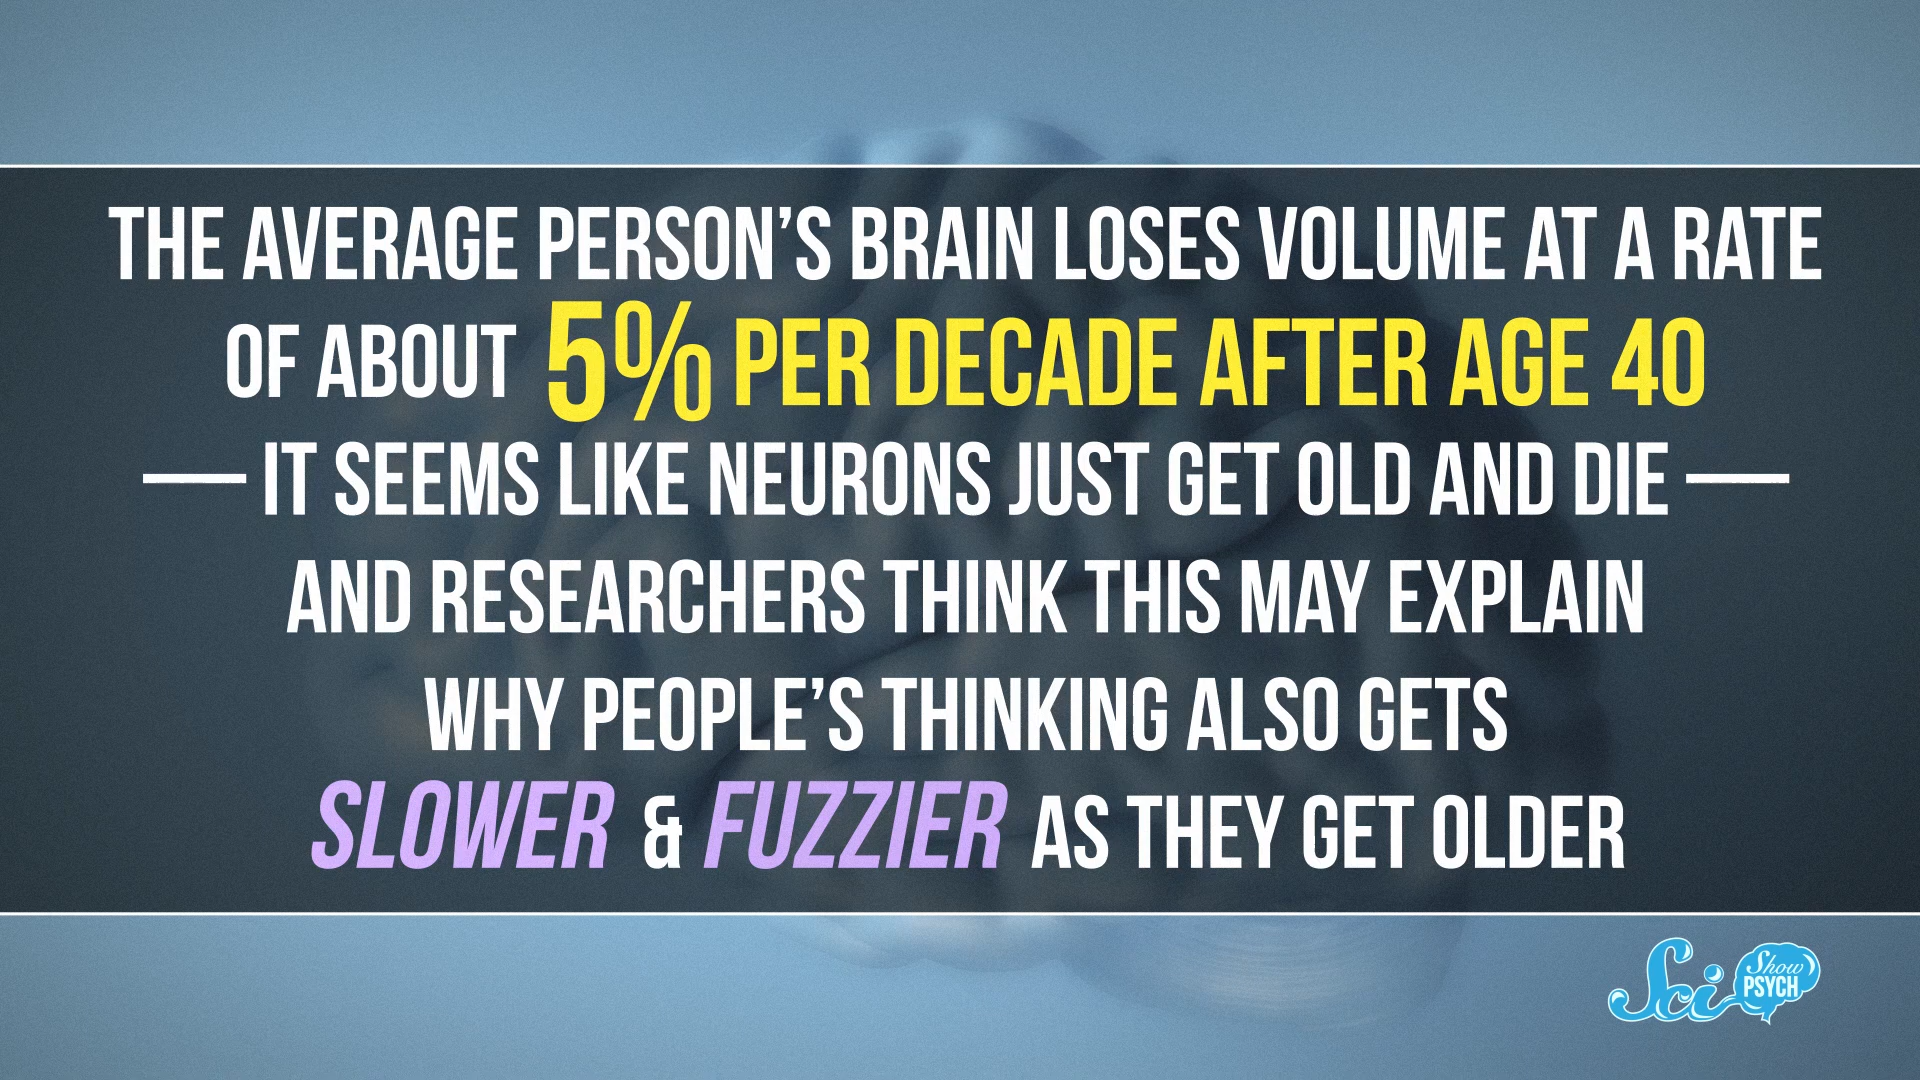 THE AVERAGE PERSON’S BRAIN LOSES VOLUME AT A RATE
OF ABOUT 5% PER DECADE AFTER AGE 40
— IT SEEMS LIKE NEURONS JUST GET OLD AND DIE —
AND RESEARCHERS THINK THIS MAY EXPLAIN
WHY PEOPLE’S THINKING ALSO GETS
SLOWER & FUZZIER AS THEY GET OLDER
Sci Show
PSYCH